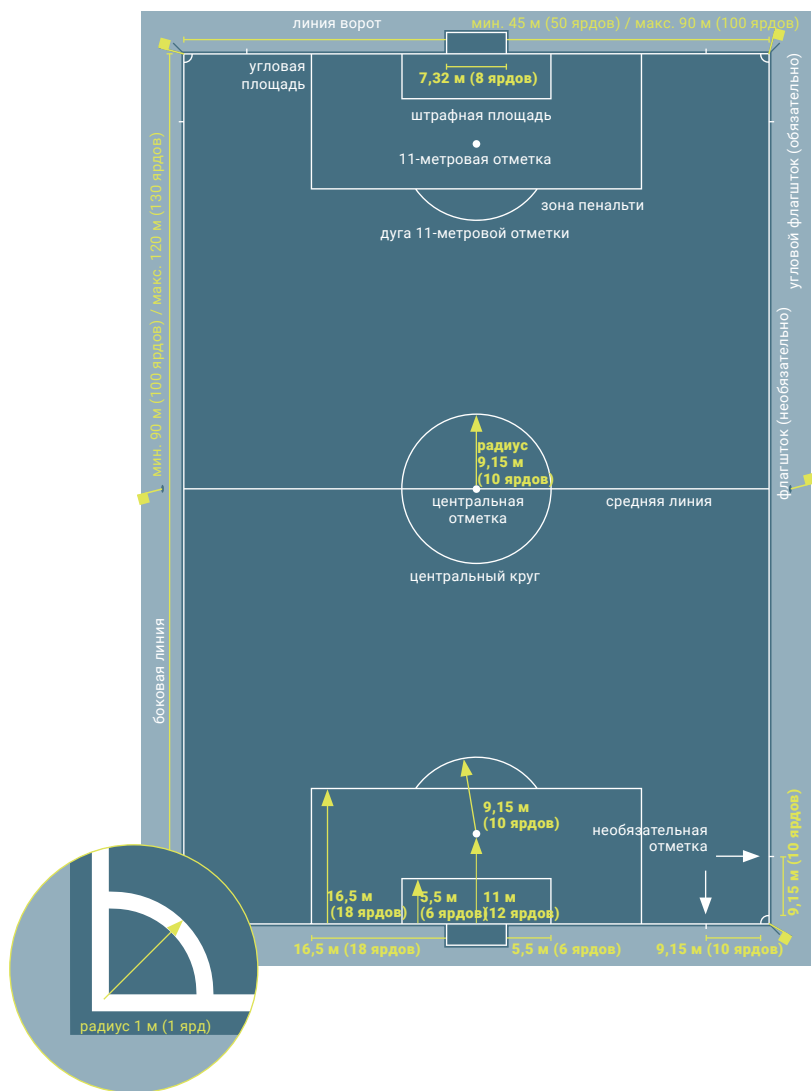 линия ворот
мин. 45 м (50 ярдов) / макс. 90 м (100 ярдов)
угловая
площадь
7,32 м (8 ярдов)
штрафная площадь
11-метровая отметка
зона пенальти
дуга 11-метровой отметки
угловой флагшток (обязательно)
мин. 90 м (100 ярдов) / макс. 120 м (130 ярдов)
флагшток (необязательно)
радиус
9,15 м
(10 ярдов)
центральная
отметка
средняя линия
центральный круг
боковая линия
9,15 м
(10 ярдов)
необязательная
отметка
9,15 м (10 ярдов)
16,5 м
(18 ярдов)
5,5 м
(6 ярдов)
11 м
(12 ярдов)
16,5 м (18 ярдов)
5,5 м (6 ярдов)
9,15 м (10 ярдов)
радиус 1 м (1 ярд)